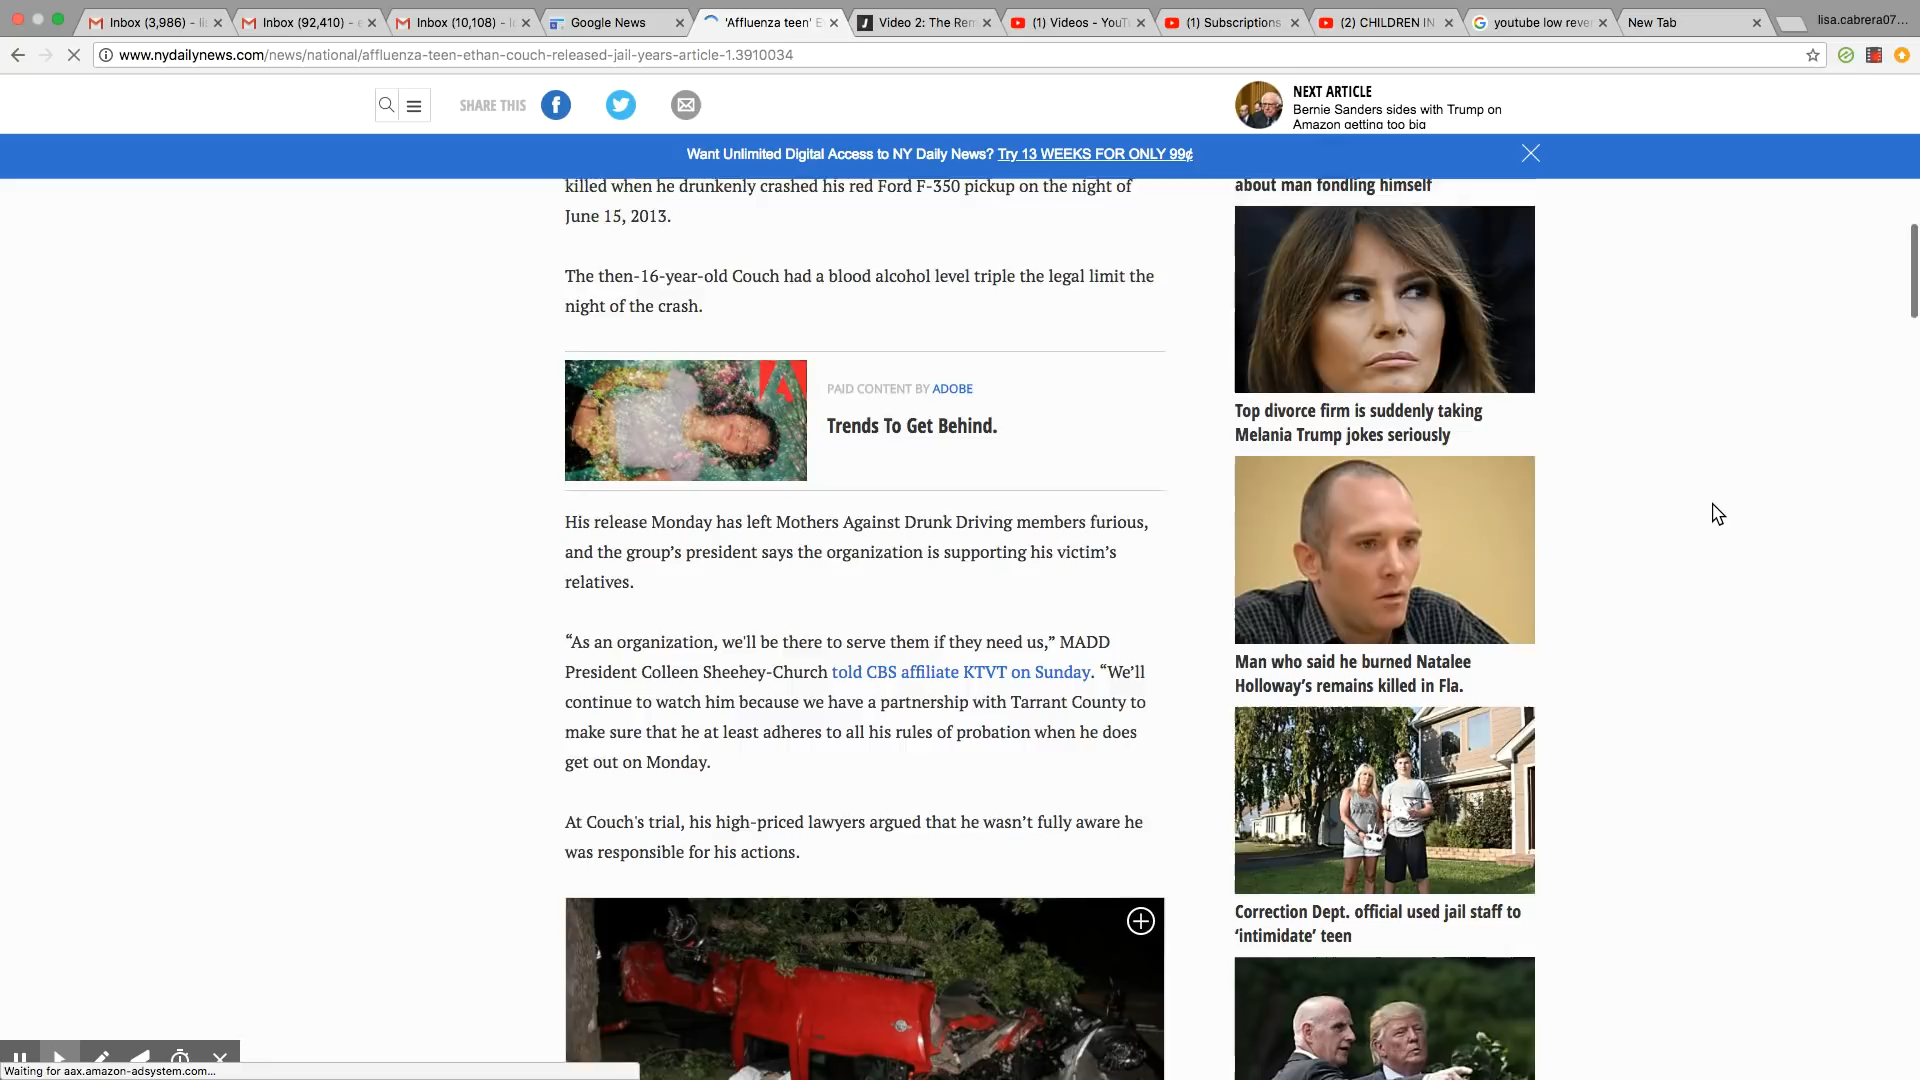 Inbox (3,986) - li
Inbox (92,410) - e
Inbox (10,108) - l
Google News
'Affluenza teen' E
Video 2: The Rem
(1) Videos - YouT
(1) Subscriptions
(2) CHILDREN IN
youtube low rever
New Tab
lisa.cabrera07...
www.nydailynews.com/news/national/affluenza-teen-ethan-couch-released-jail-years-article-1.3910034
SHARE THIS
NEXT ARTICLE
Bernie Sanders sides with Trump on
Amazon getting too big
Want Unlimited Digital Access to NY Daily News? Try 13 WEEKS FOR ONLY 99¢
killed when he drunkenly crashed his red Ford F-350 pickup on the night of
June 15, 2013.
The then-16-year-old Couch had a blood alcohol level triple the legal limit the
night of the crash.
PAID CONTENT BY ADOBE
Trends To Get Behind.
His release Monday has left Mothers Against Drunk Driving members furious,
and the group's president says the organization is supporting his victim's
relatives.
“As an organization, we'll be there to serve them if they need us,” MADD
President Colleen Sheehey-Church told CBS affiliate KTVT on Sunday. “We’ll
continue to watch him because we have a partnership with Tarrant County to
make sure that he at least adheres to all his rules of probation when he does
get out on Monday.
At Couch's trial, his high-priced lawyers argued that he wasn’t fully aware he
was responsible for his actions.
about man fondling himself
Top divorce firm is suddenly taking
Melania Trump jokes seriously
Man who said he burned Natalee
Holloway’s remains killed in Fla.
Correction Dept. official used jail staff to
‘intimidate’ teen
Waiting for aax.amazon-adsystem.com...